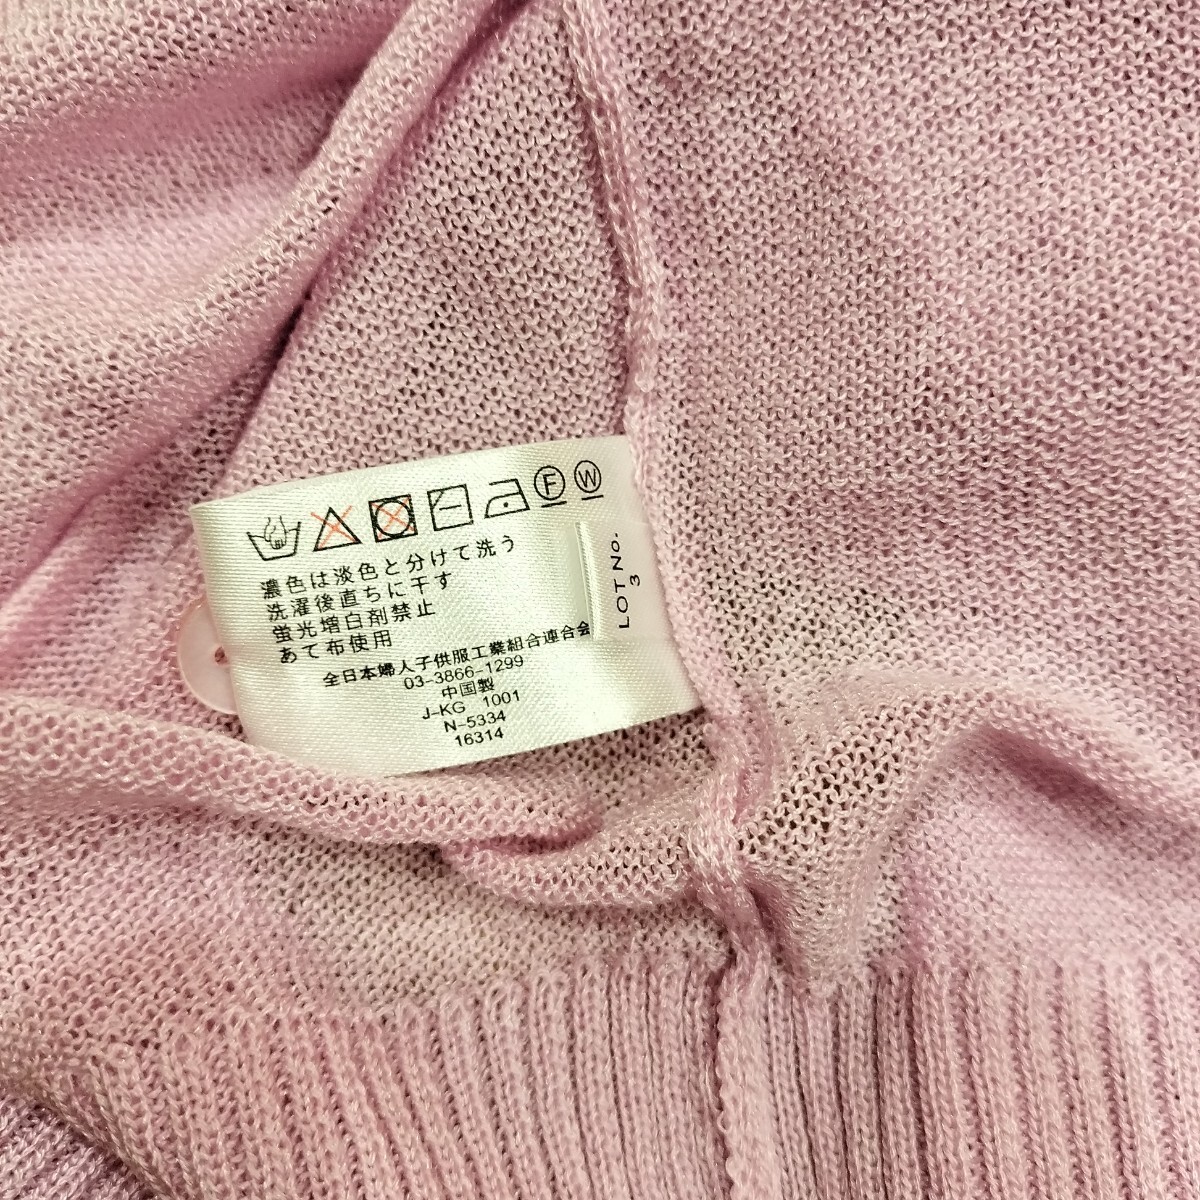 F W
濃色は淡色と分けて洗う
洗濯後直ちに干す
蛍光増白剤禁止
あて布使用
全日本婦人子供服工業組合連合会
03-3866-1299
中国製
J-KG 1001
N-5334
16314
LOT No.
3